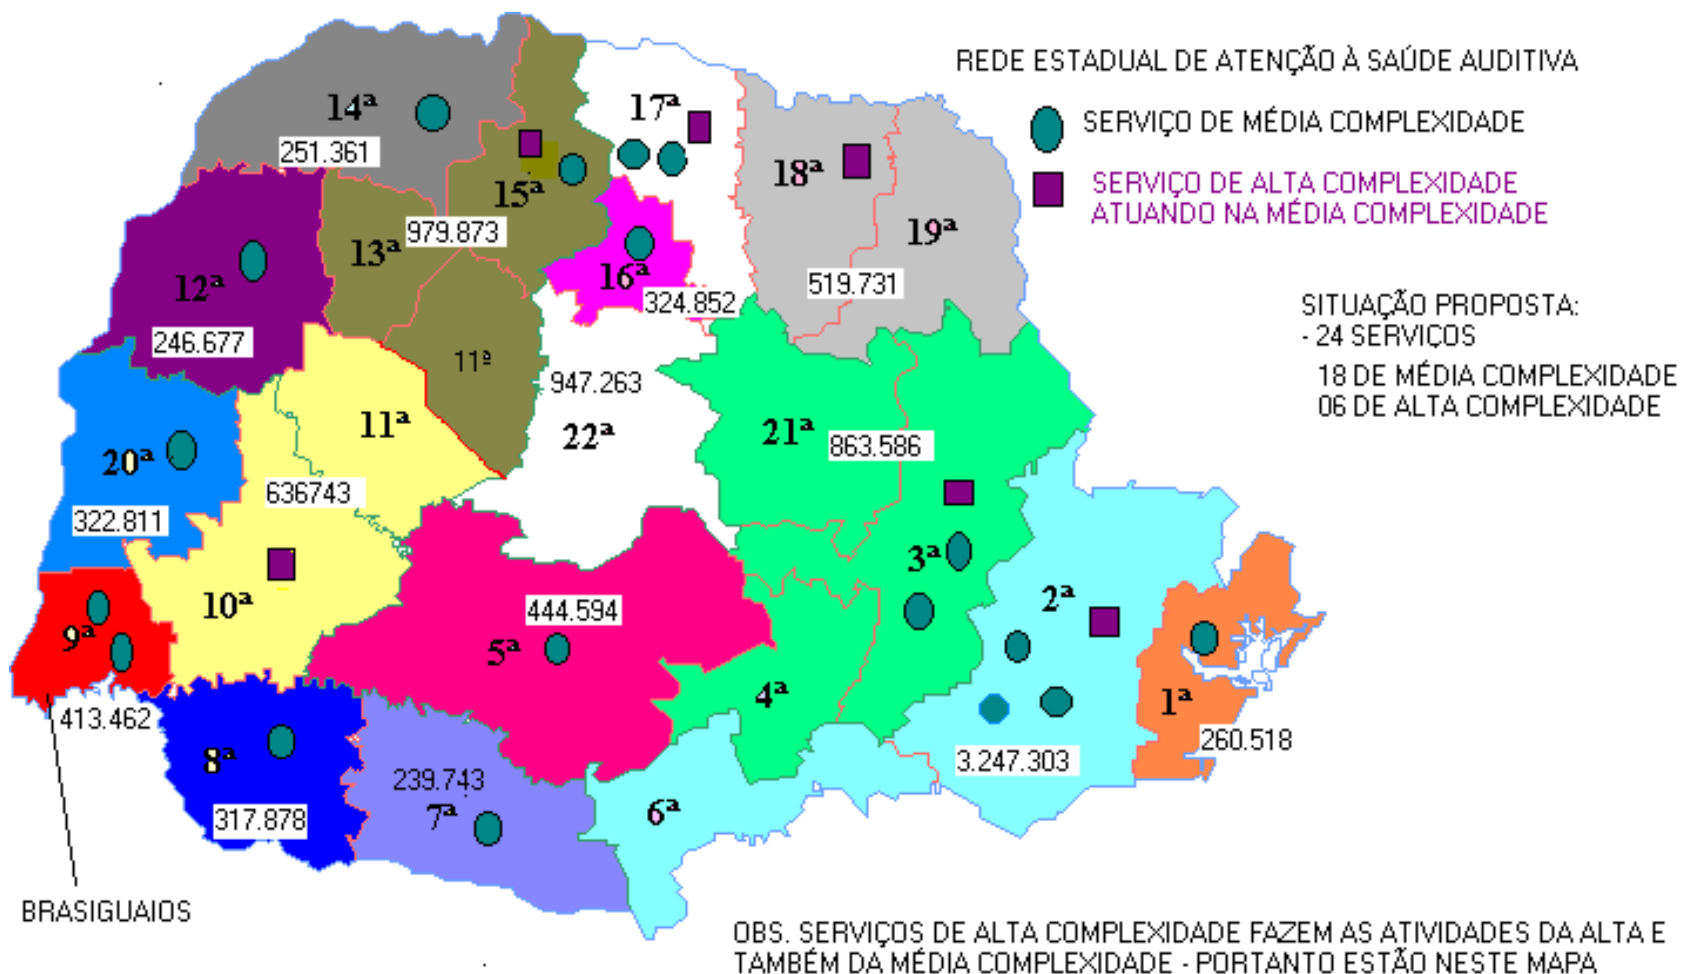 REDE ESTADUAL DE ATENÇÃO À SAÚDE AUDITIVA
SERVIÇO DE MÉDIA COMPLEXIDADE
SERVIÇO DE ALTA COMPLEXIDADE
ATUANDO NA MÉDIA COMPLEXIDADE
SITUAÇÃO PROPOSTA:
- 24 SERVIÇOS
18 DE MÉDIA COMPLEXIDADE
06 DE ALTA COMPLEXIDADE
14ª
251.361
17ª
15ª
18ª
19ª
13ª
979.873
12ª
246.677
16ª
324.852
519.731
11ª
947.263
11ª
22ª
21ª
863.586
20ª
322.811
636743
3ª
10ª
444.594
2ª
9ª
5ª
4ª
1ª
413.462
260.518
8ª
317.878
239.743
7ª
6ª
3.247.303
BRASIGUAIOS
OBS. SERVIÇOS DE ALTA COMPLEXIDADE FAZEM AS ATIVIDADES DA ALTA E
TAMBÉM DA MÉDIA COMPLEXIDADE - PORTANTO ESTÃO NESTE MAPA